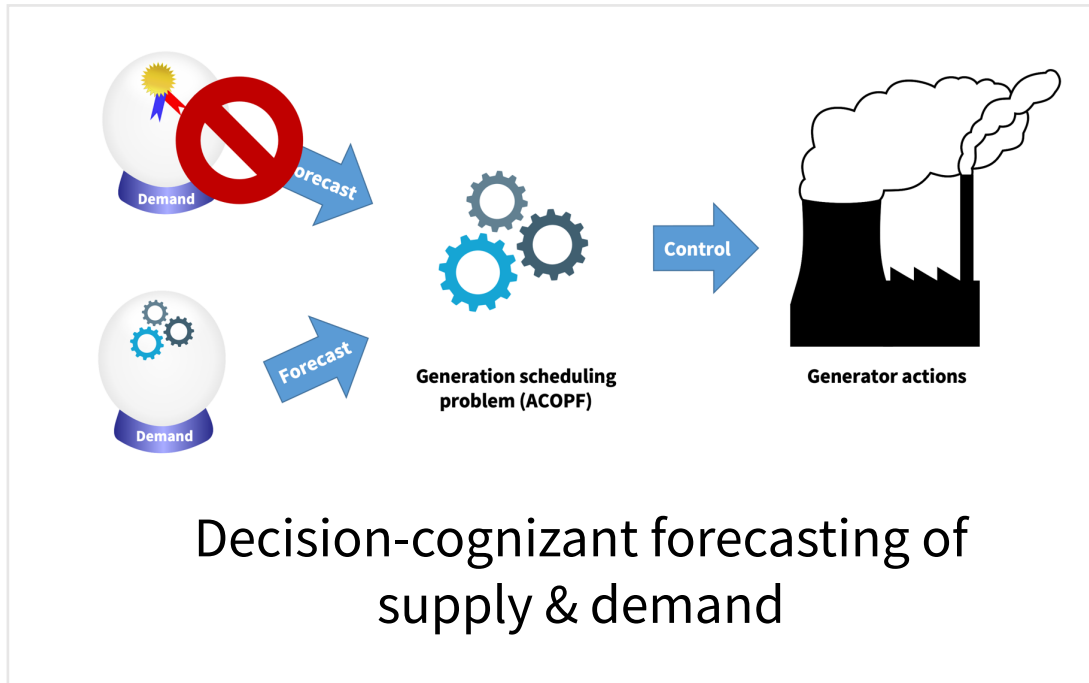 Demand
orecast
Demand
Forecast
Generation scheduling
problem (ACOPF)
Control
Generator actions
Decision-cognizant forecasting of
supply & demand